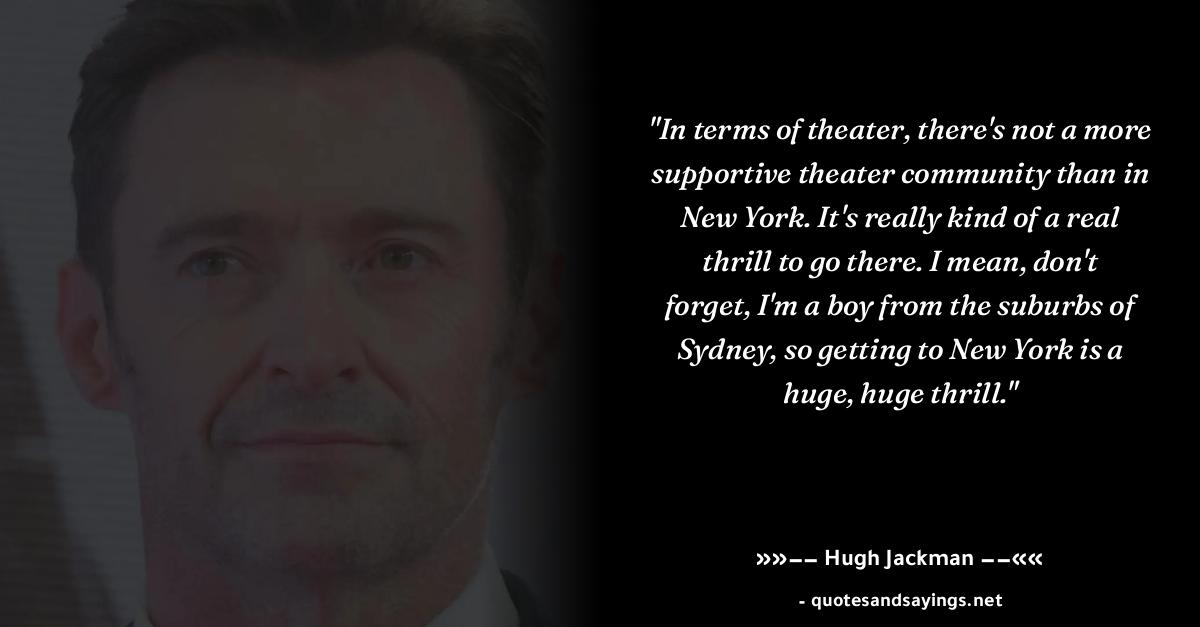 "In terms of theater, there's not a more
supportive theater community than in
New York. It's really kind of a real
thrill to go there. I mean, don't
forget, I'm a boy from the suburbs of
Sydney, so getting to New York is a
huge, huge thrill."
»»−− Hugh Jackman −−««
- quotesandsayings.net